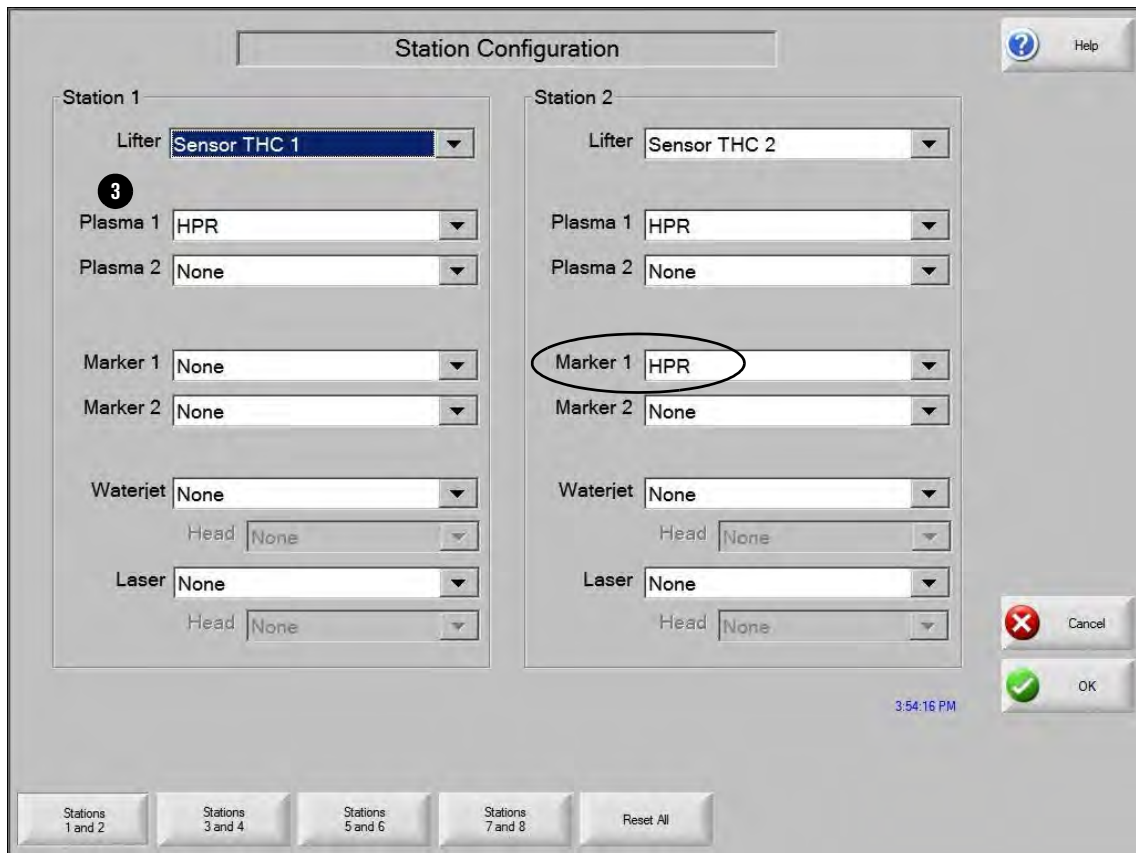 Station Configuration
Help
Station 1
Lifter Sensor THC 1
3
Plasma 1 HPR
Plasma 2 None
Marker 1 None
Marker 2 None
Waterjet None
Head None
Laser None
Head None
Station 2
Lifter Sensor THC 2
Plasma 1 HPR
Plasma 2 None
Marker 1 HPR
Marker 2 None
Waterjet None
Head None
Laser None
Head None
Cancel
OK
3:54:16 PM
Stations
1 and 2
Stations
3 and 4
Stations
5 and 6
Stations
7 and 8
Reset All